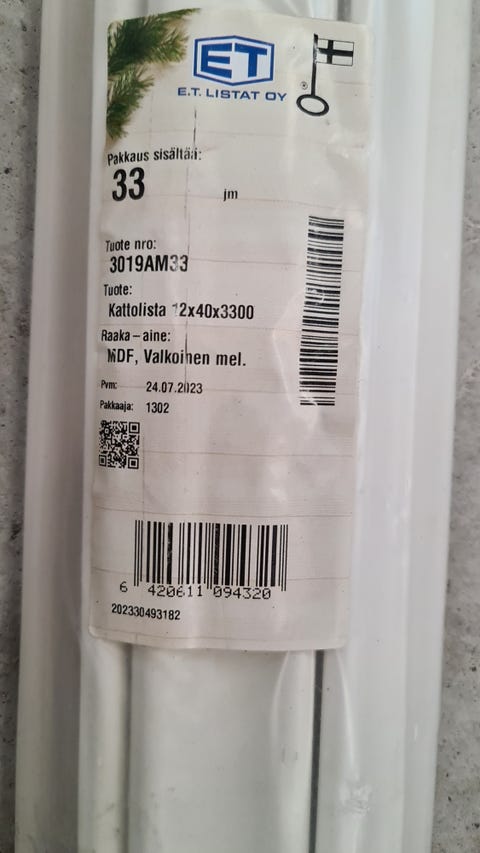 ET
E.T. LISTAT OY
®
Pakkaus sisältää:
33 jm
Tuote nro:
3019AM33
Tuote:
Kattolista 12x40x3300
Raaka-aine:
MDF, Valkoinen mel.
Pvm: 24.07.2023
Pakkaaja: 1302
6 420611 094320
202330493182